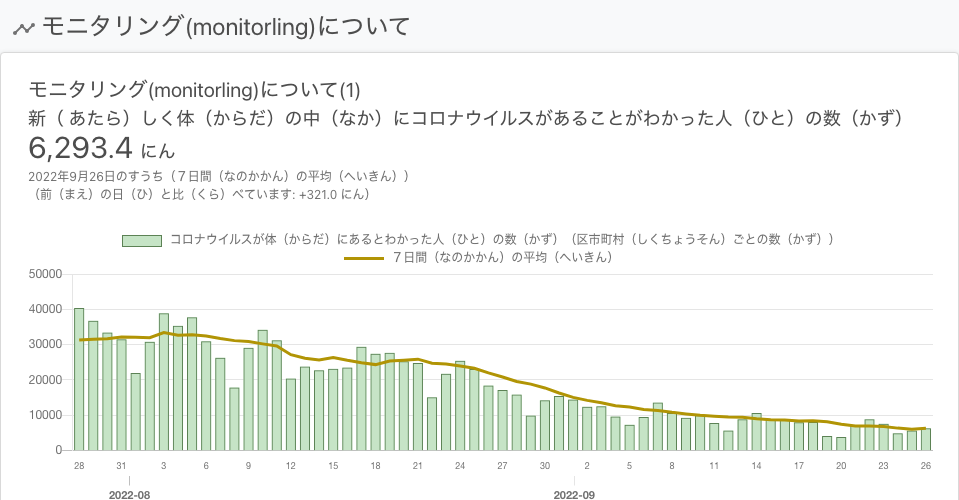 モニタリング(monitorling)について
モニタリング(monitorling)について(1)
新（ あたら）しく体（からだ）の中（なか）にコロナウイルスがあることがわかった人（ひと）の数（かず）
6,293.4 にん
2022年9月26日のすうち（７日間（なのかかん）の平均（へいきん））
（前（まえ）の日（ひ）と比（くら）べています: +321.0 にん）
コロナウイルスが体（からだ）にあるとわかった人（ひと）の数（かず）（区市町村（しくちょうそん）ごとの数（かず））
７日間（なのかかん）の平均（へいきん）
50000
40000
30000
20000
10000
0
28 31 3 6 9 12 15 18 21 24 27 30 2 5 8 11 14 17 20 23 26
2022-08 2022-09